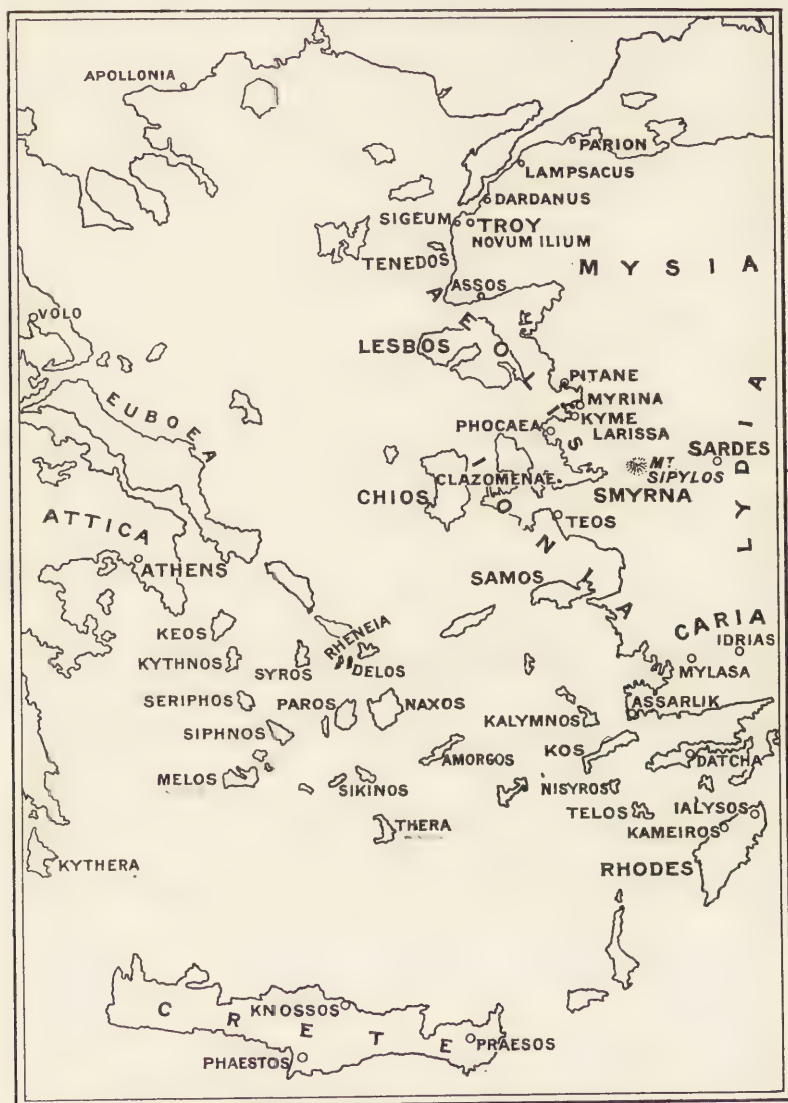 APOLLONIA
PARION
LAMPSACUS
DARDANUS
SIGEUM
TROY
NOVUM ILIUM
TENEDOS
MYSIA
ASSOS
VOLO
AEOLIS
LESBOS
PITANE
EUBOEA
MYRINA
KYME
PHOCAEA
LARISSA
LYDIA
SARDES
MT
SIPYLOS
CLAZOMENAE
CHIOS
SMYRNA
IONIA
TEOS
ATTICA
ATHENS
SAMOS
KEOS
RHENEIA
CARIA
IDRIAS
KYTHNOS
SYROS
DELOS
MYLASA
SERIPHOS
PAROS
NAXOS
ASSARLIK
SIPHNOS
KALYMNOS
KOS
AMORGOS
DATCHA
MELOS
SIKINOS
NISYROS
TELOS
IALYSOS
THERA
KAMEIROS
KYTHERA
RHODES
KNOSSOS
CRETE
PRAESOS
PHAESTOS